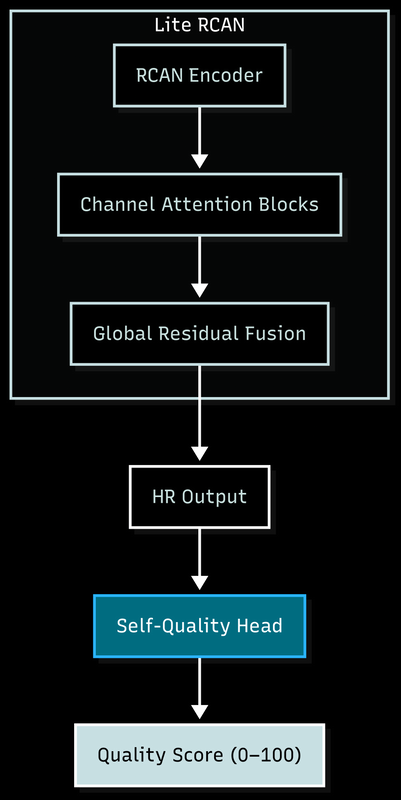 Lite RCAN
RCAN Encoder
Channel Attention Blocks
Global Residual Fusion
HR Output
Self-Quality Head
Quality Score (0–100)